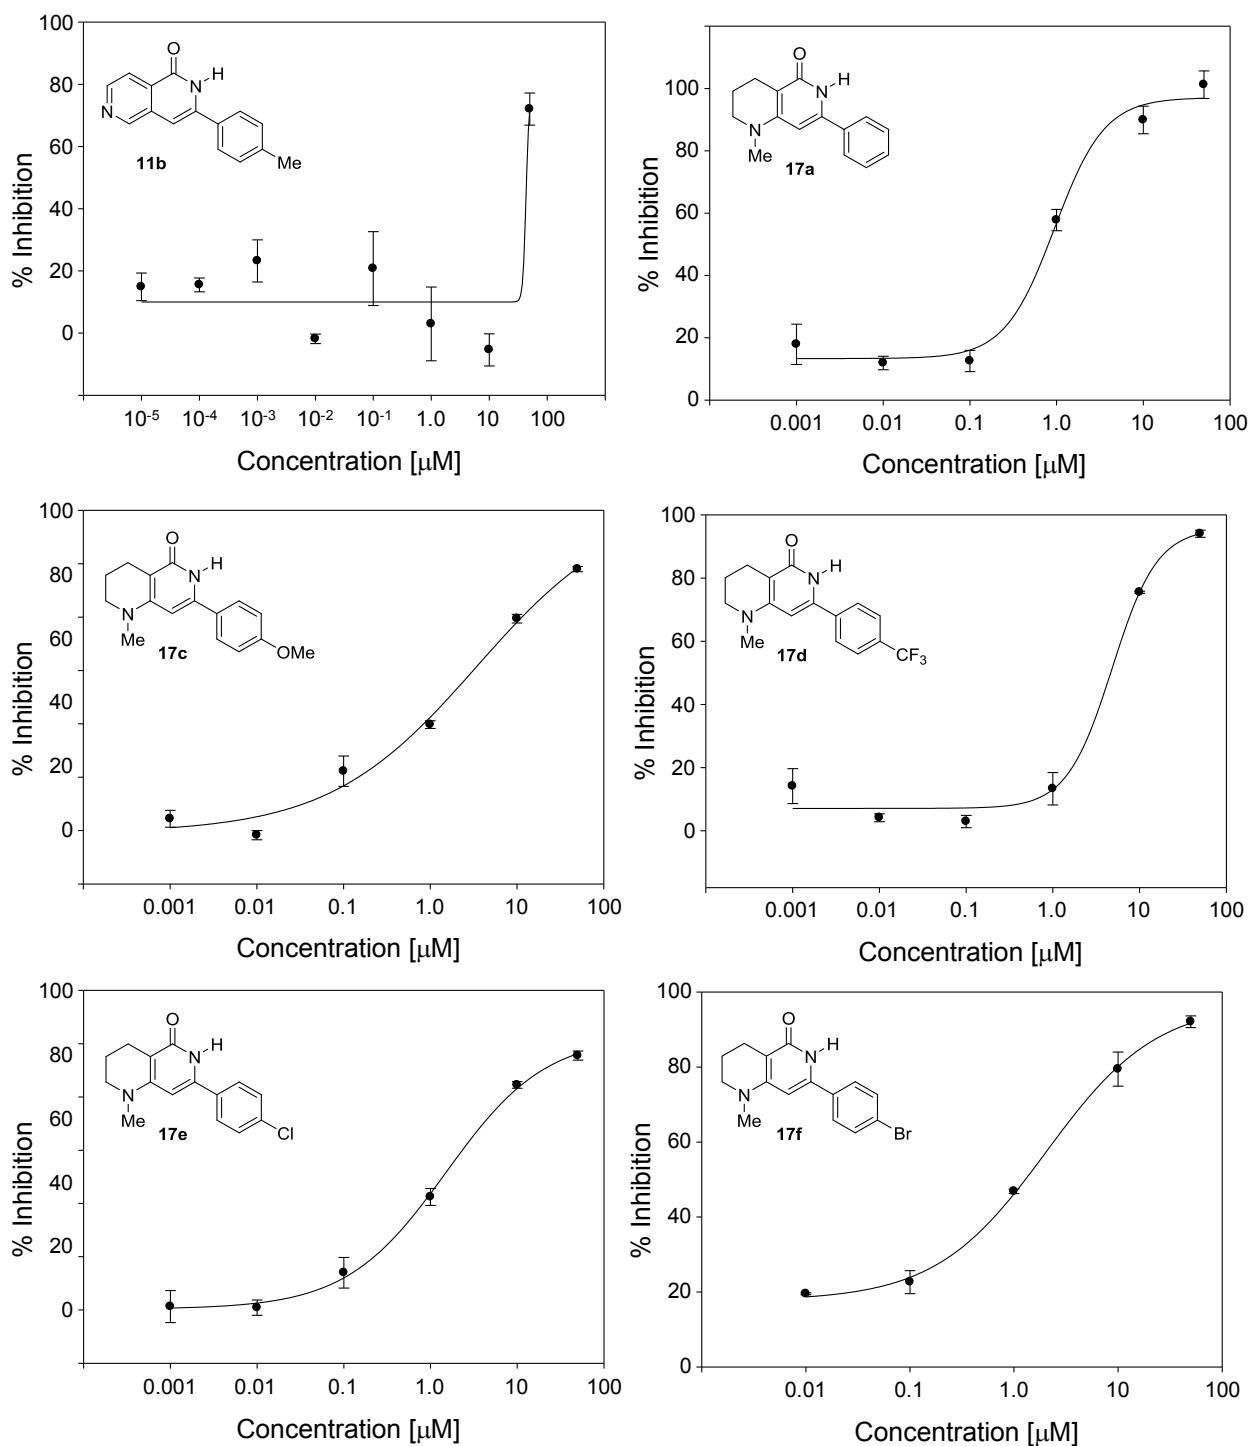 100
80
60
40
20
0
% Inhibition
10-5
10-4
10-3
10-2
10-1
1.0
10
100
Concentration [μM]
O
N
H
N
Me
11b
100
80
60
40
20
0
% Inhibition
0.001
0.01
0.1
1.0
10
100
Concentration [μM]
O
N
H
N
Me
17a
100
80
60
40
20
0
% Inhibition
0.001
0.01
0.1
1.0
10
100
Concentration [μM]
O
N
H
N
Me
OMe
17c
100
80
60
40
20
0
% Inhibition
0.001
0.01
0.1
1.0
10
100
Concentration [μM]
O
N
H
N
Me
CF3
17d
100
80
60
40
20
0
% Inhibition
0.001
0.01
0.1
1.0
10
100
Concentration [μM]
O
N
H
N
Me
Cl
17e
100
80
60
40
20
0
% Inhibition
0.01
0.1
1.0
10
100
Concentration [μM]
O
N
H
N
Me
Br
17f